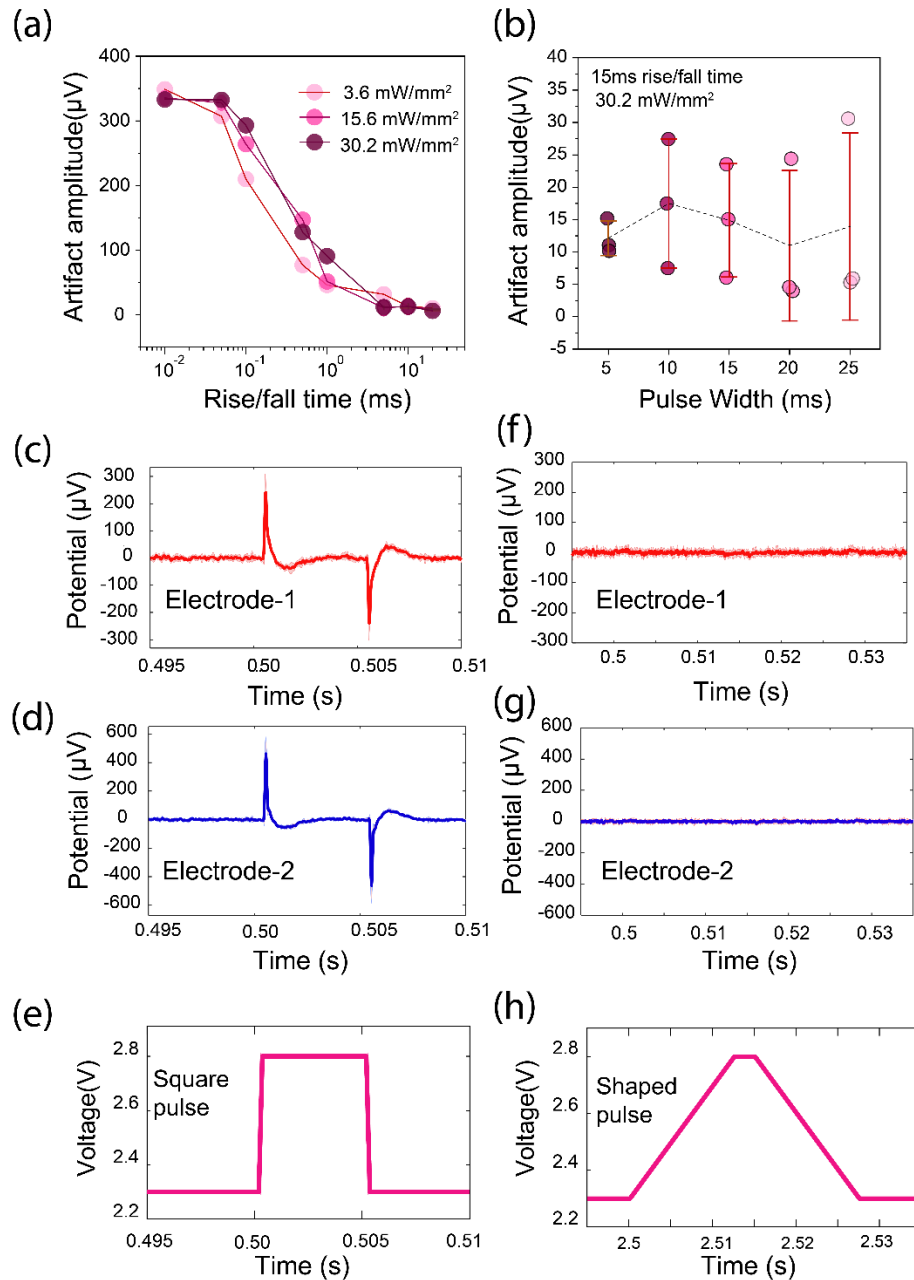 (a)
Artifact amplitude(µV)
400
300
200
100
0
3.6 mW/mm²
15.6 mW/mm²
30.2 mW/mm²
10⁻² 10⁻¹ 10⁰ 10¹
Rise/fall time (ms)
(b)
Artifact amplitude(µV)
40
35
30
25
20
15
10
5
0
-5
15ms rise/fall time
30.2 mW/mm²
5 10 15 20 25
Pulse Width (ms)
(c)
Potential (µV)
300
200
100
0
-100
-200
-300
Electrode-1
0.495 0.50 0.505 0.51
Time (s)
(f)
Potential (µV)
300
200
100
0
-100
-200
-300
Electrode-1
0.5 0.51 0.52 0.53
Time (s)
(d)
Potential (µV)
600
400
200
0
-200
-400
-600
Electrode-2
0.495 0.50 0.505 0.51
Time (s)
(g)
Potential (µV)
600
400
200
0
-200
-400
-600
Electrode-2
0.5 0.51 0.52 0.53
Time (s)
(e)
Voltage(V)
2.8
2.6
2.4
2.2
Square
pulse
0.495 0.50 0.505 0.51
Time (s)
(h)
Voltage(V)
2.8
2.6
2.4
2.2
Shaped
pulse
2.5 2.51 2.52 2.53
Time (s)